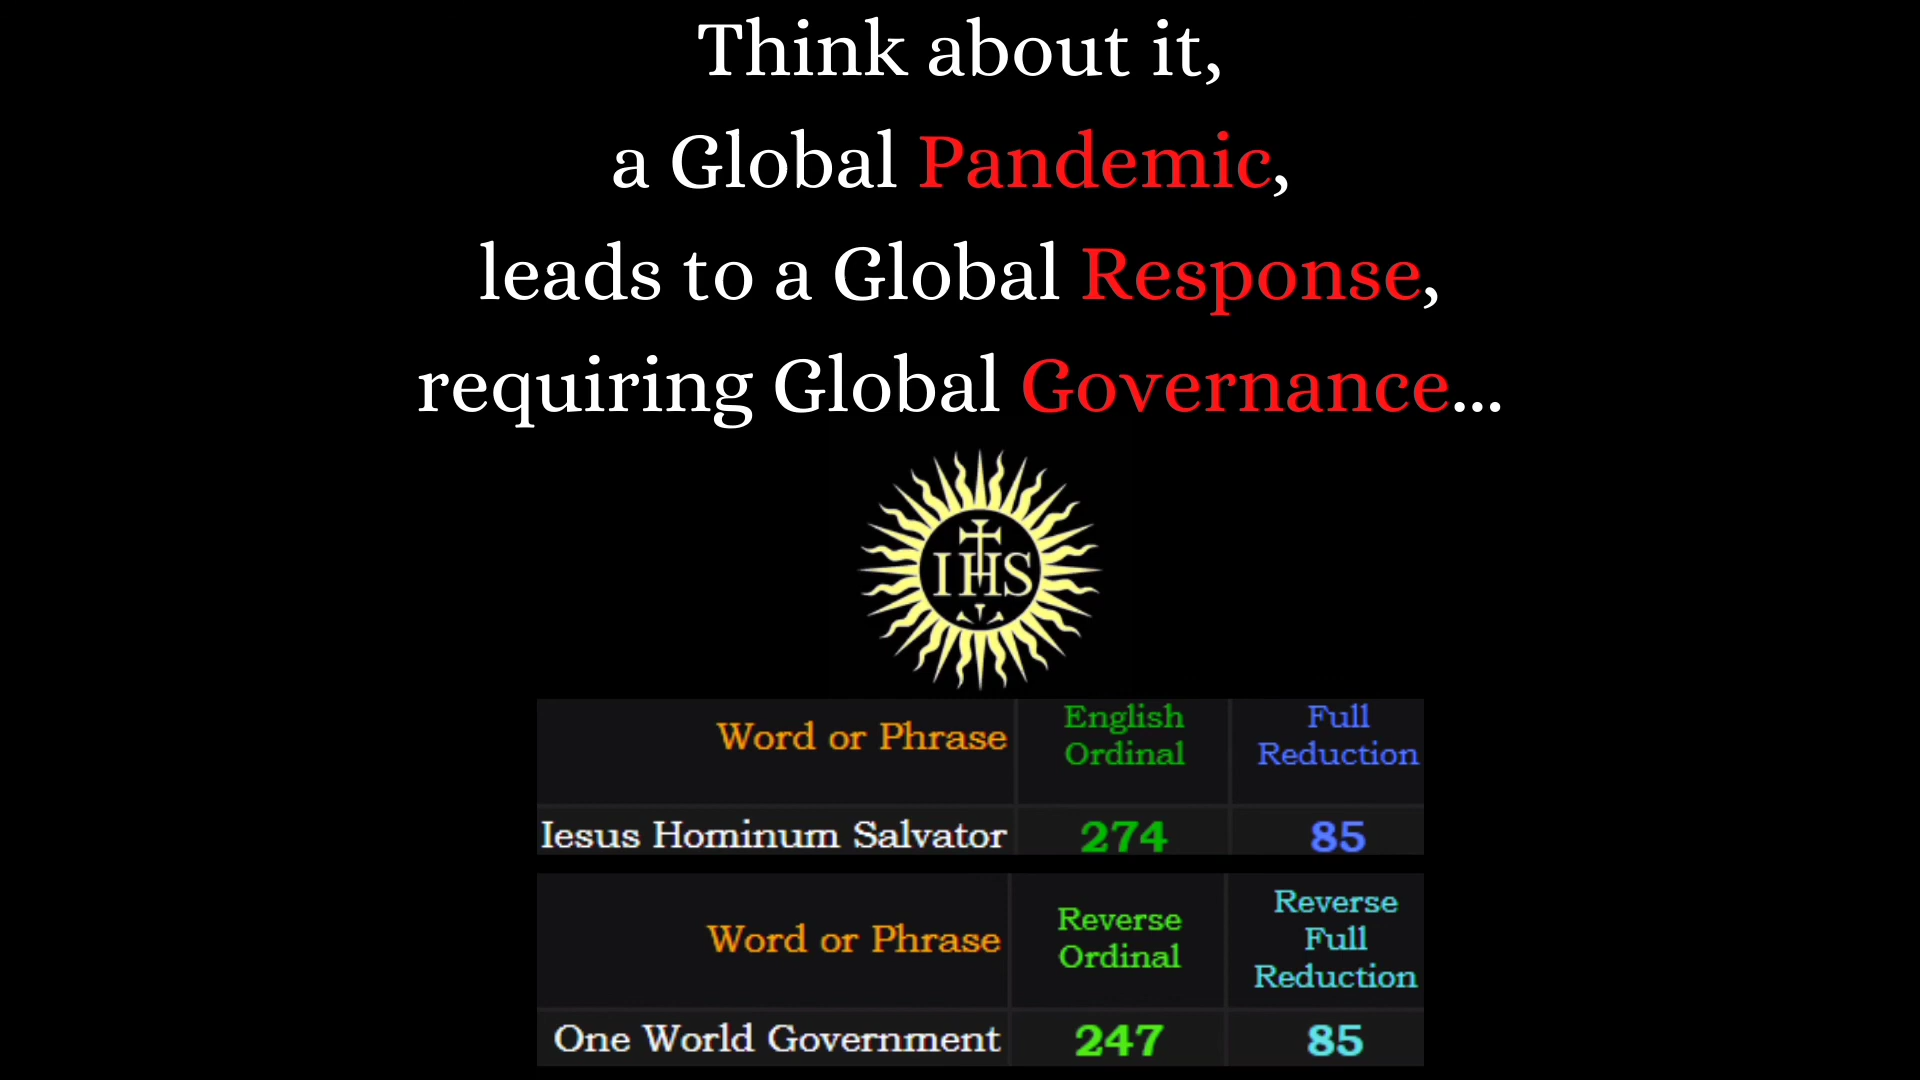 Think about it,
a Global Pandemic,
leads to a Global Response,
requiring Global Governance...
IHS
Word or Phrase English Ordinal Full Reduction
Iesus Hominum Salvator 274 85
Word or Phrase Reverse Ordinal Reverse Full Reduction
One World Government 247 85